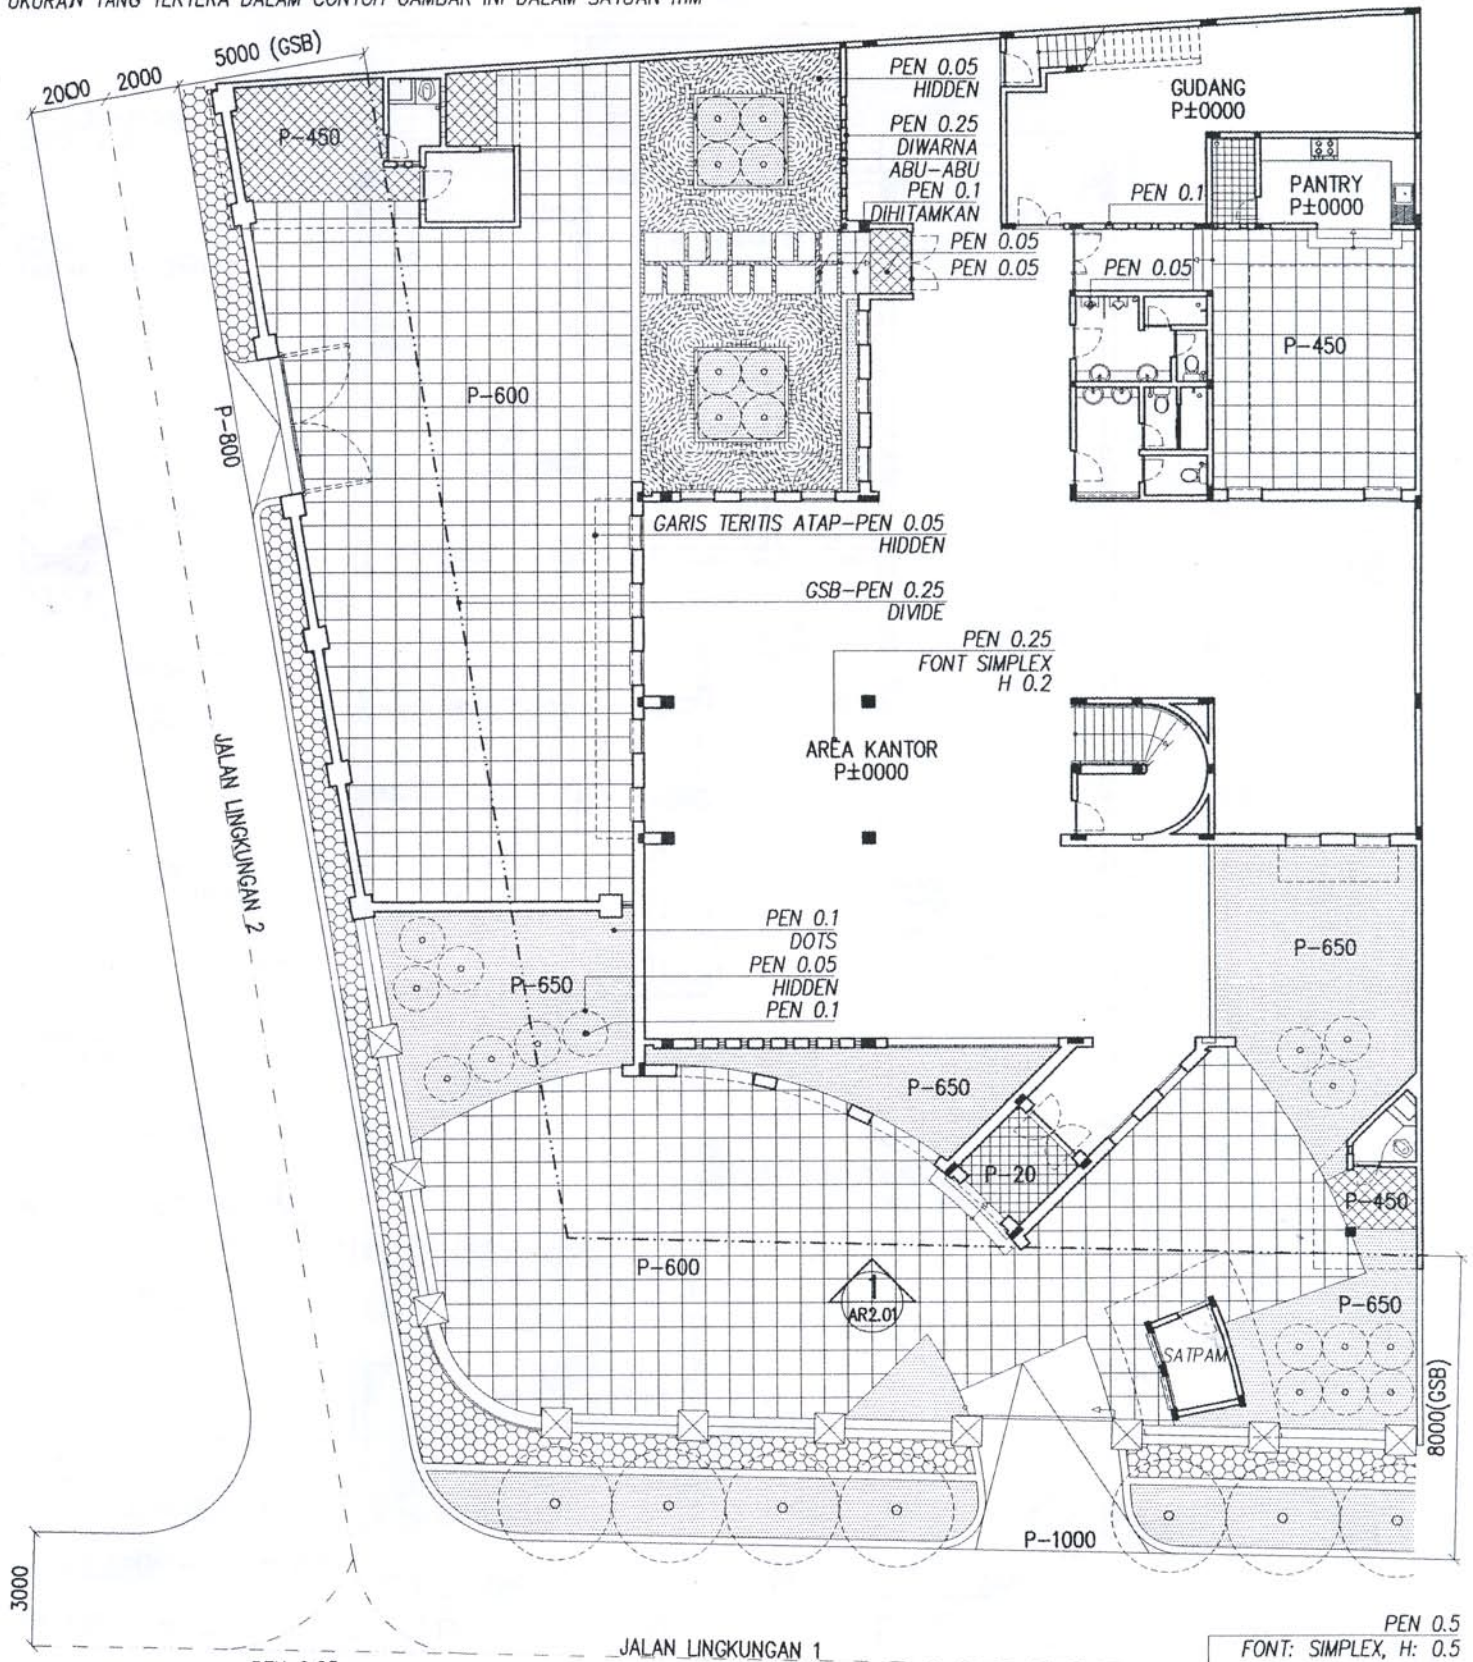 UKURAN YANG TERTERA DALAM CONTOH GAMBAR INI DALAM SATUAN mm
2000
2000
5000 (GSB)
P-450
PEN 0.05
HIDDEN
PEN 0.25
DIWARNA
ABU-ABU
PEN 0.1
DIHITAMKAN
PEN 0.05
PEN 0.05
GUDANG
P±0000
PEN 0.1
PANTRY
P±0000
PEN 0.05
P-450
P-600
P-800
GARIS TERITIS ATAP-PEN 0.05
HIDDEN
GSB-PEN 0.25
DIVIDE
PEN 0.25
FONT SIMPLEX
H 0.2
AREA KANTOR
P±0000
JALAN LINGKUNGAN 2
PEN 0.1
DOTS
PEN 0.05
HIDDEN
PEN 0.1
P-650
P-650
P-650
P-20
P-450
P-600
1
AR2.01
P-650
SATPAM
8000(GSB)
P-1000
3000
JALAN LINGKUNGAN 1
PEN 0.5
FONT: SIMPLEX, H: 0.5